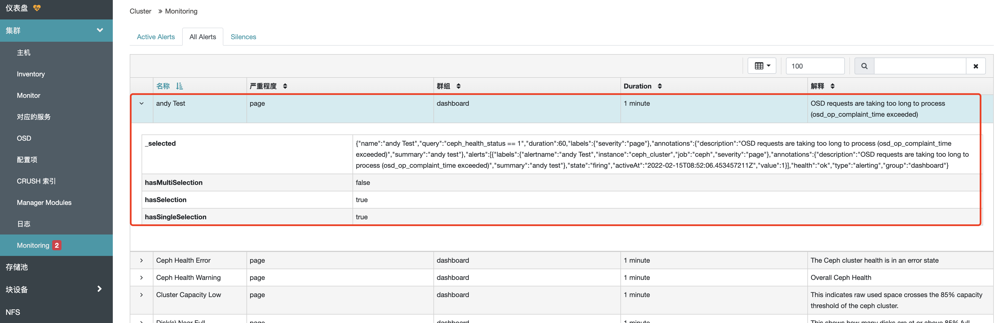 仪表盘
集群
主机
Inventory
Monitor
对应的服务
OSD
配置项
CRUSH 索引
Manager Modules
日志
Monitoring 2
存储池
块设备
NFS
Cluster » Monitoring
Active Alerts All Alerts Silences
100
名称 严重程度 群组 Duration 解释
andy Test page dashboard 1 minute OSD requests are taking too long to process
(osd_op_complaint_time exceeded)
_selected {"name":"andy Test","query":"ceph_health_status == 1","duration":60,"labels":{"severity":"page"},"annotations":{"description":"OSD requests are taking too long to process (osd_op_complaint_time
exceeded)","summary":"andy test"},"alerts":[{"labels":{"alertname":"andy Test","instance":"ceph_cluster","job":"ceph","severity":"page"},"annotations":{"description":"OSD requests are taking too long to
process (osd_op_complaint_time exceeded)","summary":"andy test"},"state":"firing","activeAt":"2022-02-15T08:52:06.453457211Z","value":1}],"health":"ok","type":"alerting","group":"dashboard"}
hasMultiSelection false
hasSelection true
hasSingleSelection true
Ceph Health Error page dashboard 1 minute The Ceph cluster health is in an error state
Ceph Health Warning page dashboard 1 minute Overall Ceph Health
Cluster Capacity Low page dashboard 1 minute This indicates raw used space crosses the 85% capacity
threshold of the ceph cluster.
Disk(s) Near Full page dashboard 1 minute This shows how many disks are at or above 85% full.